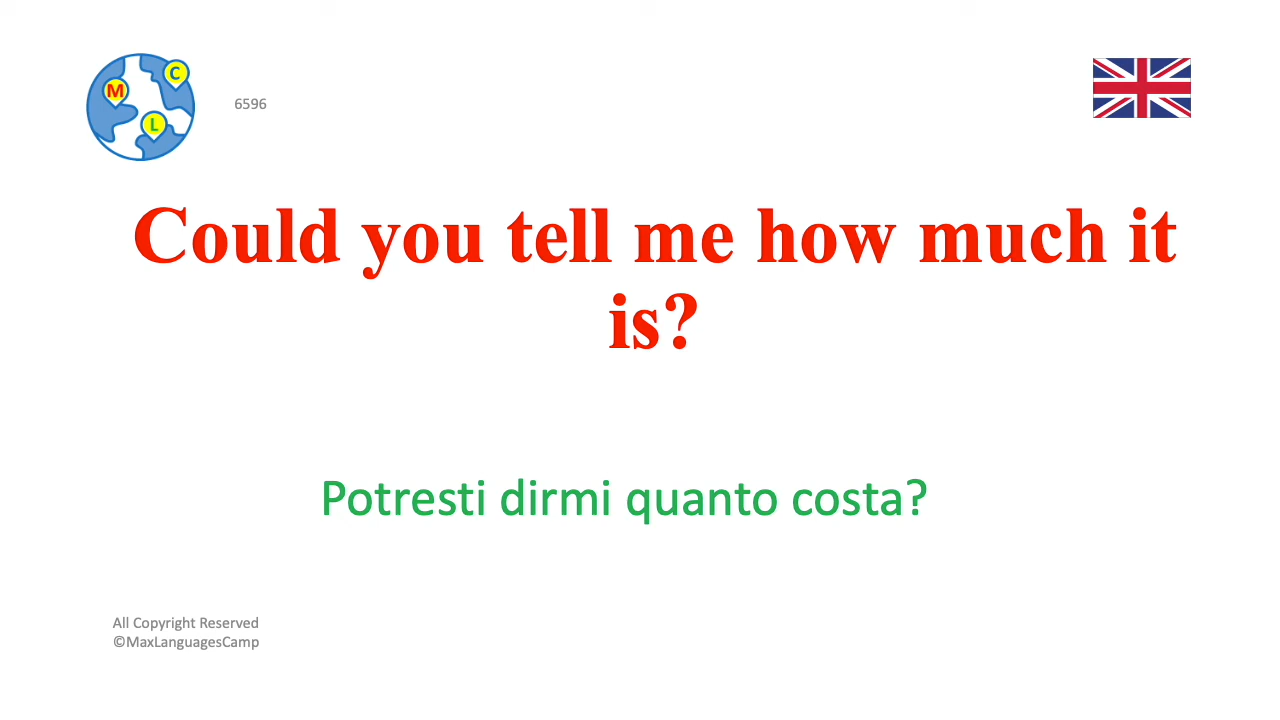 C
M
L
6596
Could you tell me how much it
is?
Potresti dirmi quanto costa?
All Copyright Reserved
©MaxLanguagesCamp